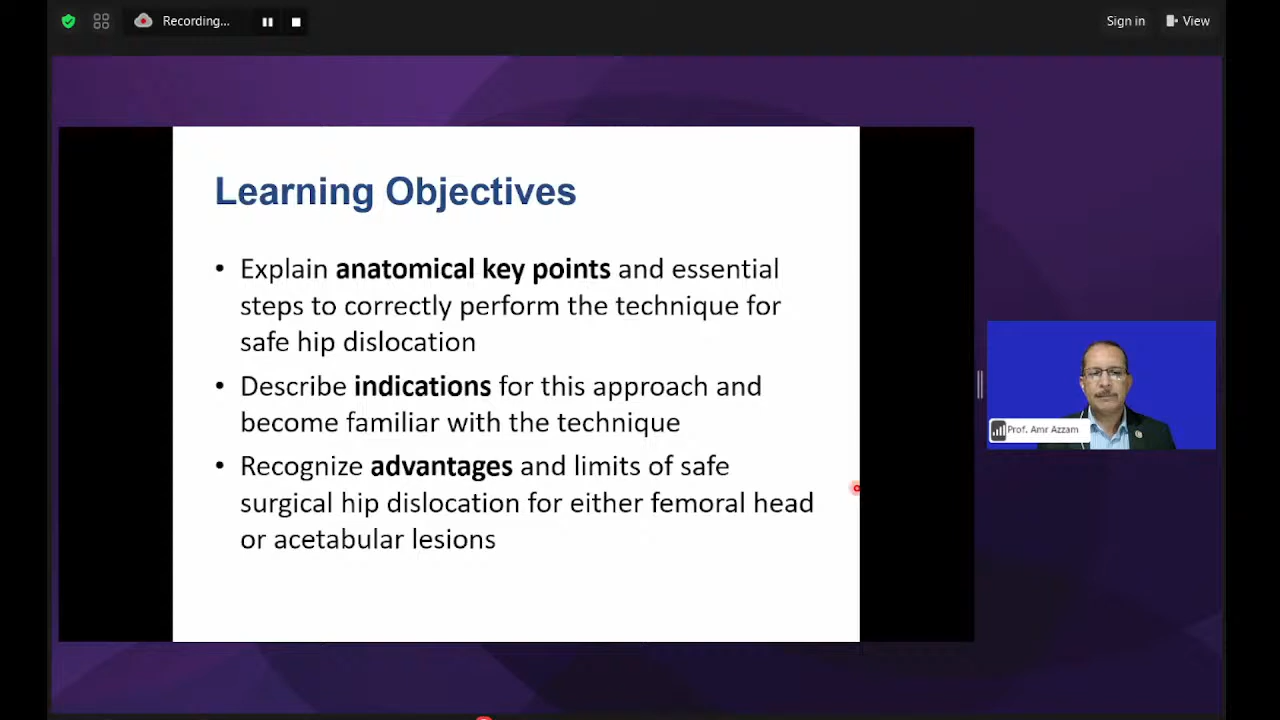 Recording...
Sign in
View
Learning Objectives
• Explain anatomical key points and essential
steps to correctly perform the technique for
safe hip dislocation
• Describe indications for this approach and
become familiar with the technique
• Recognize advantages and limits of safe
surgical hip dislocation for either femoral head
or acetabular lesions
Prof. Amr Azzam